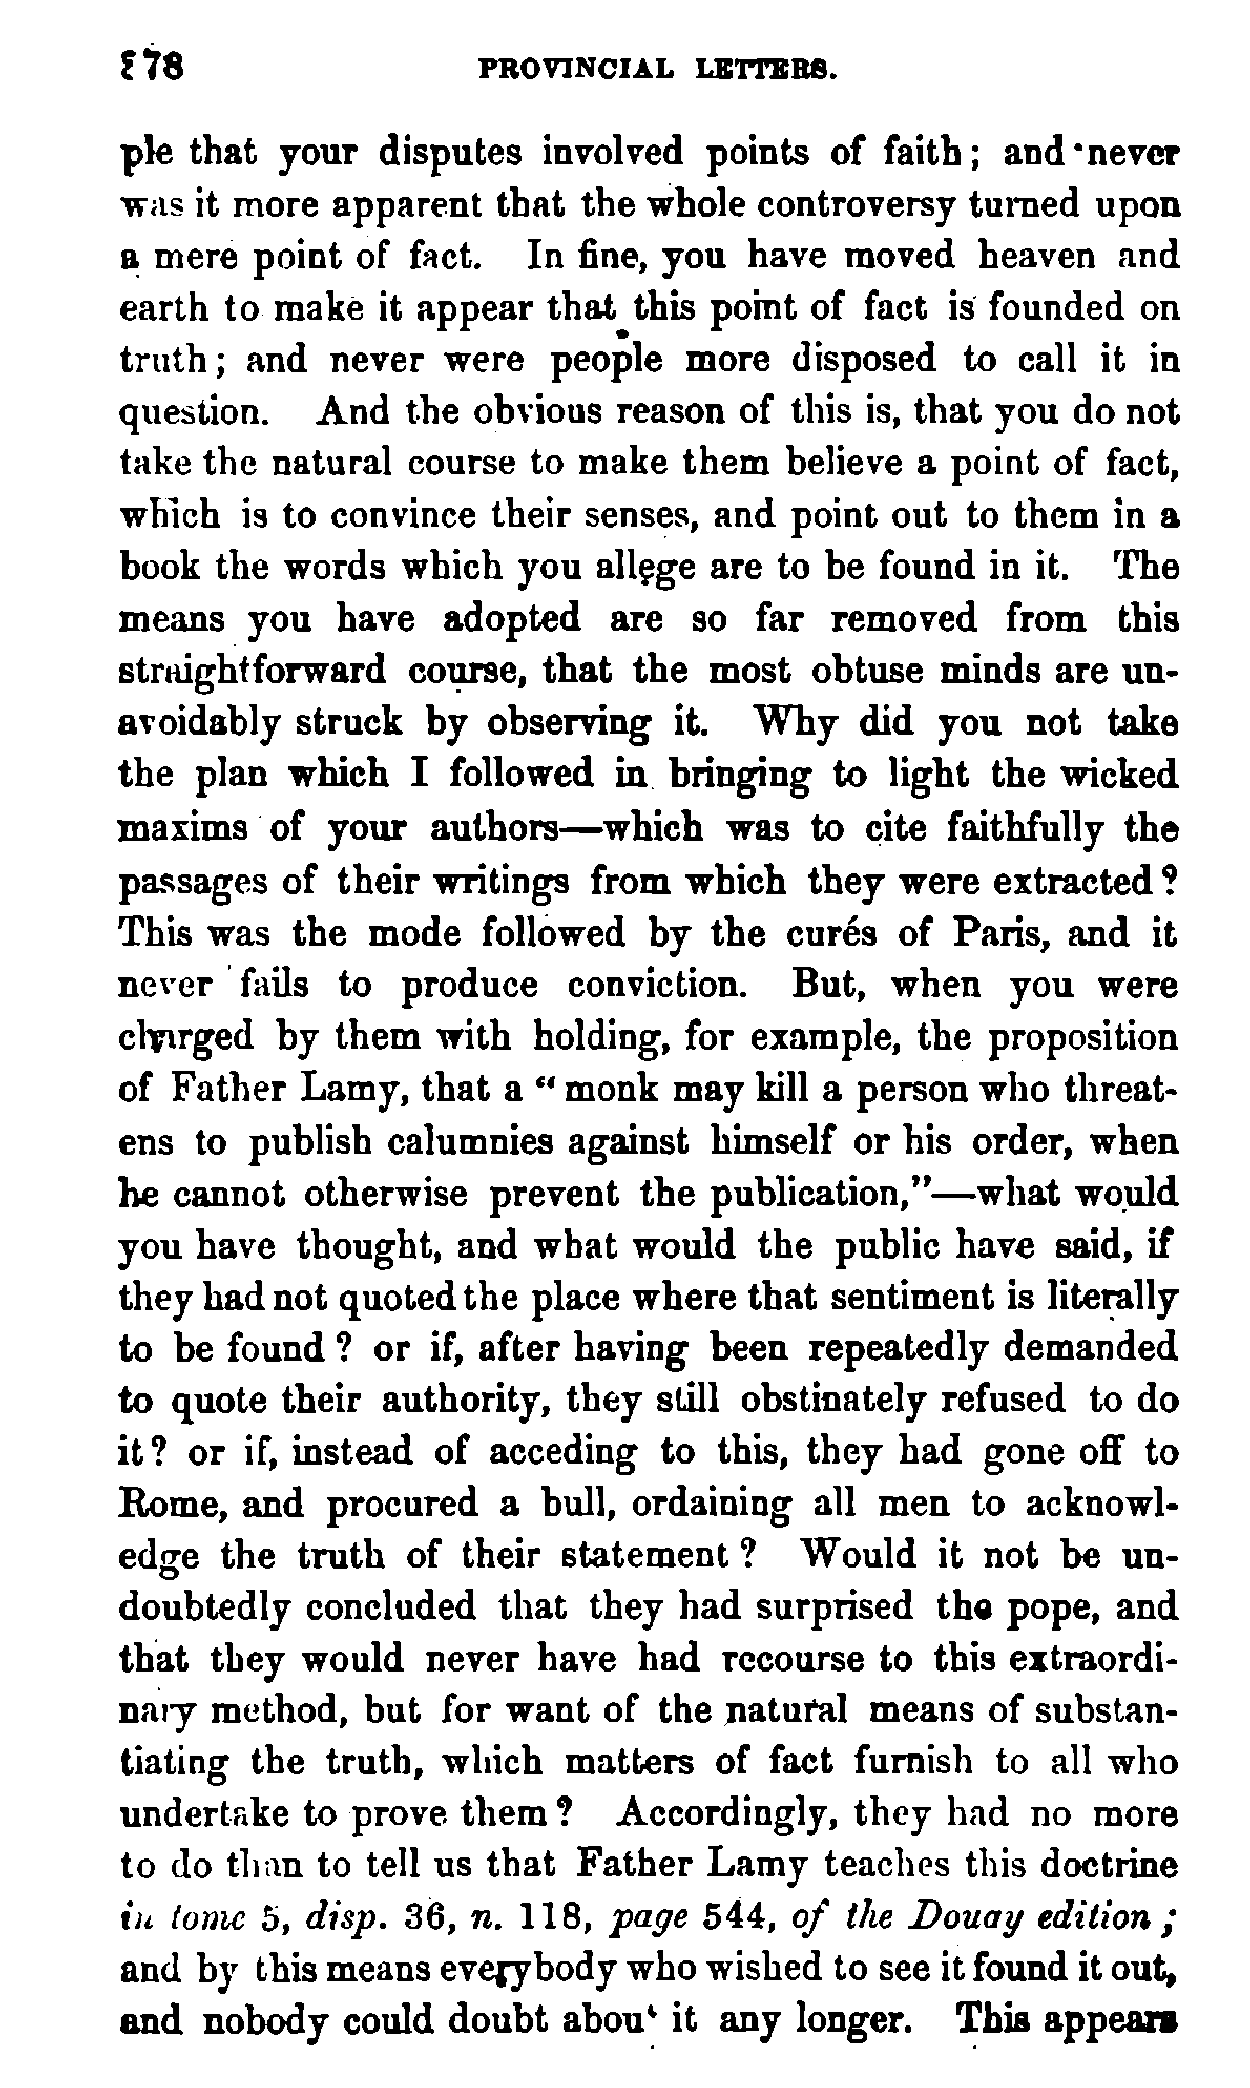 178 PROVINCIAL LETTERS.
ple that your disputes involved points of faith; and never
was it more apparent that the whole controversy turned upon
a mere point of fact. In fine, you have moved heaven and
earth to make it appear that this point of fact is founded on
truth; and never were people more disposed to call it in
question. And the obvious reason of this is, that you do not
take the natural course to make them believe a point of fact,
which is to convince their senses, and point out to them in a
book the words which you allege are to be found in it. The
means you have adopted are so far removed from this
straightforward course, that the most obtuse minds are un-
avoidably struck by observing it. Why did you not take
the plan which I followed in bringing to light the wicked
maxims of your authors—which was to cite faithfully the
passages of their writings from which they were extracted?
This was the mode followed by the curés of Paris, and it
never fails to produce conviction. But, when you were
charged by them with holding, for example, the proposition
of Father Lamy, that a “monk may kill a person who threat-
ens to publish calumnies against himself or his order, when
he cannot otherwise prevent the publication,”—what would
you have thought, and what would the public have said, if
they had not quoted the place where that sentiment is literally
to be found? or if, after having been repeatedly demanded
to quote their authority, they still obstinately refused to do
it? or if, instead of acceding to this, they had gone off to
Rome, and procured a bull, ordaining all men to acknowl-
edge the truth of their statement? Would it not be un-
doubtedly concluded that they had surprised the pope, and
that they would never have had recourse to this extraordi-
nary method, but for want of the natural means of substan-
tiating the truth, which matters of fact furnish to all who
undertake to prove them? Accordingly, they had no more
to do than to tell us that Father Lamy teaches this doctrine
in tome 5, disp. 36, n. 118, page 544, of the Douay edition;
and by this means everybody who wished to see it found it out,
and nobody could doubt about it any longer. This appears